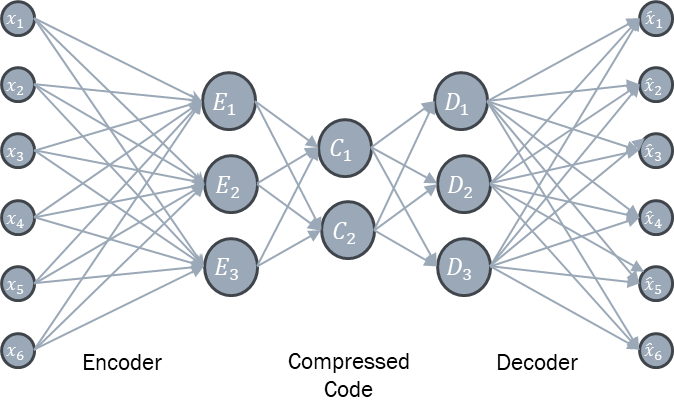 x₁ x̂₁
x₂ E₁ D₁ x̂₂
x₃ C₁ x̂₃
E₂ D₂
x₄ C₂ x̂₄
E₃ D₃
x₅ x̂₅
x₆ x̂₆
Encoder Compressed Decoder
Code